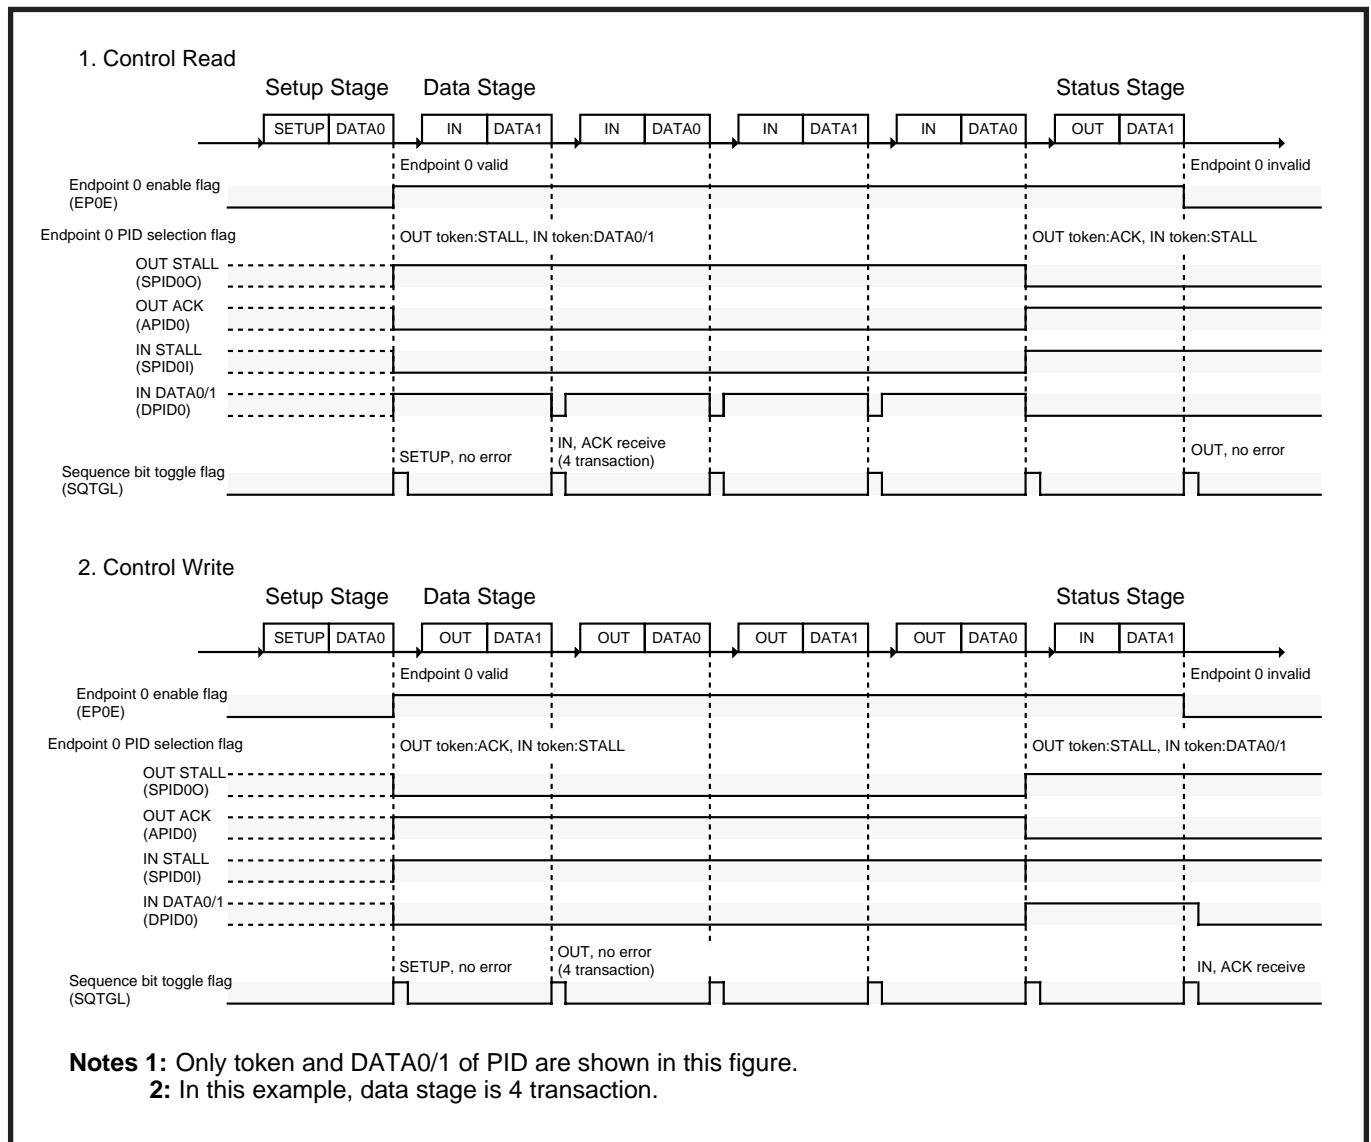 1. Control Read
Setup Stage Data Stage Status Stage
SETUP DATA0 IN DATA1 IN DATA0 IN DATA1 IN DATA0 OUT DATA1
Endpoint 0 valid Endpoint 0 invalid
Endpoint 0 enable flag
(EP0E)
Endpoint 0 PID selection flag OUT token:STALL, IN token:DATA0/1 OUT token:ACK, IN token:STALL
OUT STALL
(SPID0O)
OUT ACK
(APID0)
IN STALL
(SPID0I)
IN DATA0/1
(DPID0)
SETUP, no error IN, ACK receive OUT, no error
(4 transaction)
Sequence bit toggle flag
(SQTGL)
2. Control Write
Setup Stage Data Stage Status Stage
SETUP DATA0 OUT DATA1 OUT DATA0 OUT DATA1 OUT DATA0 IN DATA1
Endpoint 0 valid Endpoint 0 invalid
Endpoint 0 enable flag
(EP0E)
Endpoint 0 PID selection flag OUT token:ACK, IN token:STALL OUT token:STALL, IN token:DATA0/1
OUT STALL
(SPID0O)
OUT ACK
(APID0)
IN STALL
(SPID0I)
IN DATA0/1
(DPID0)
SETUP, no error OUT, no error IN, ACK receive
(4 transaction)
Sequence bit toggle flag
(SQTGL)
Notes 1: Only token and DATA0/1 of PID are shown in this figure.
2: In this example, data stage is 4 transaction.